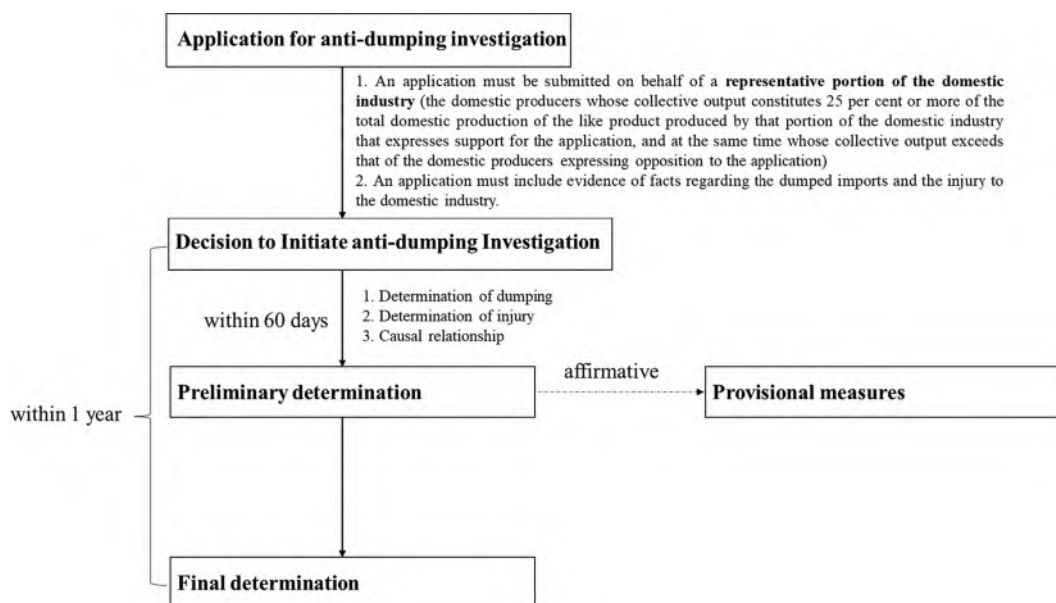 Application for anti-dumping investigation
1. An application must be submitted on behalf of a representative portion of the domestic
industry (the domestic producers whose collective output constitutes 25 per cent or more of the
total domestic production of the like product produced by that portion of the domestic industry
that expresses support for the application, and at the same time whose collective output exceeds
that of the domestic producers expressing opposition to the application)
2. An application must include evidence of facts regarding the dumped imports and the injury to
the domestic industry.
Decision to Initiate anti-dumping Investigation
1. Determination of dumping
within 60 days
2. Determination of injury
3. Causal relationship
affirmative
Preliminary determination
Provisional measures
within 1 year
Final determination